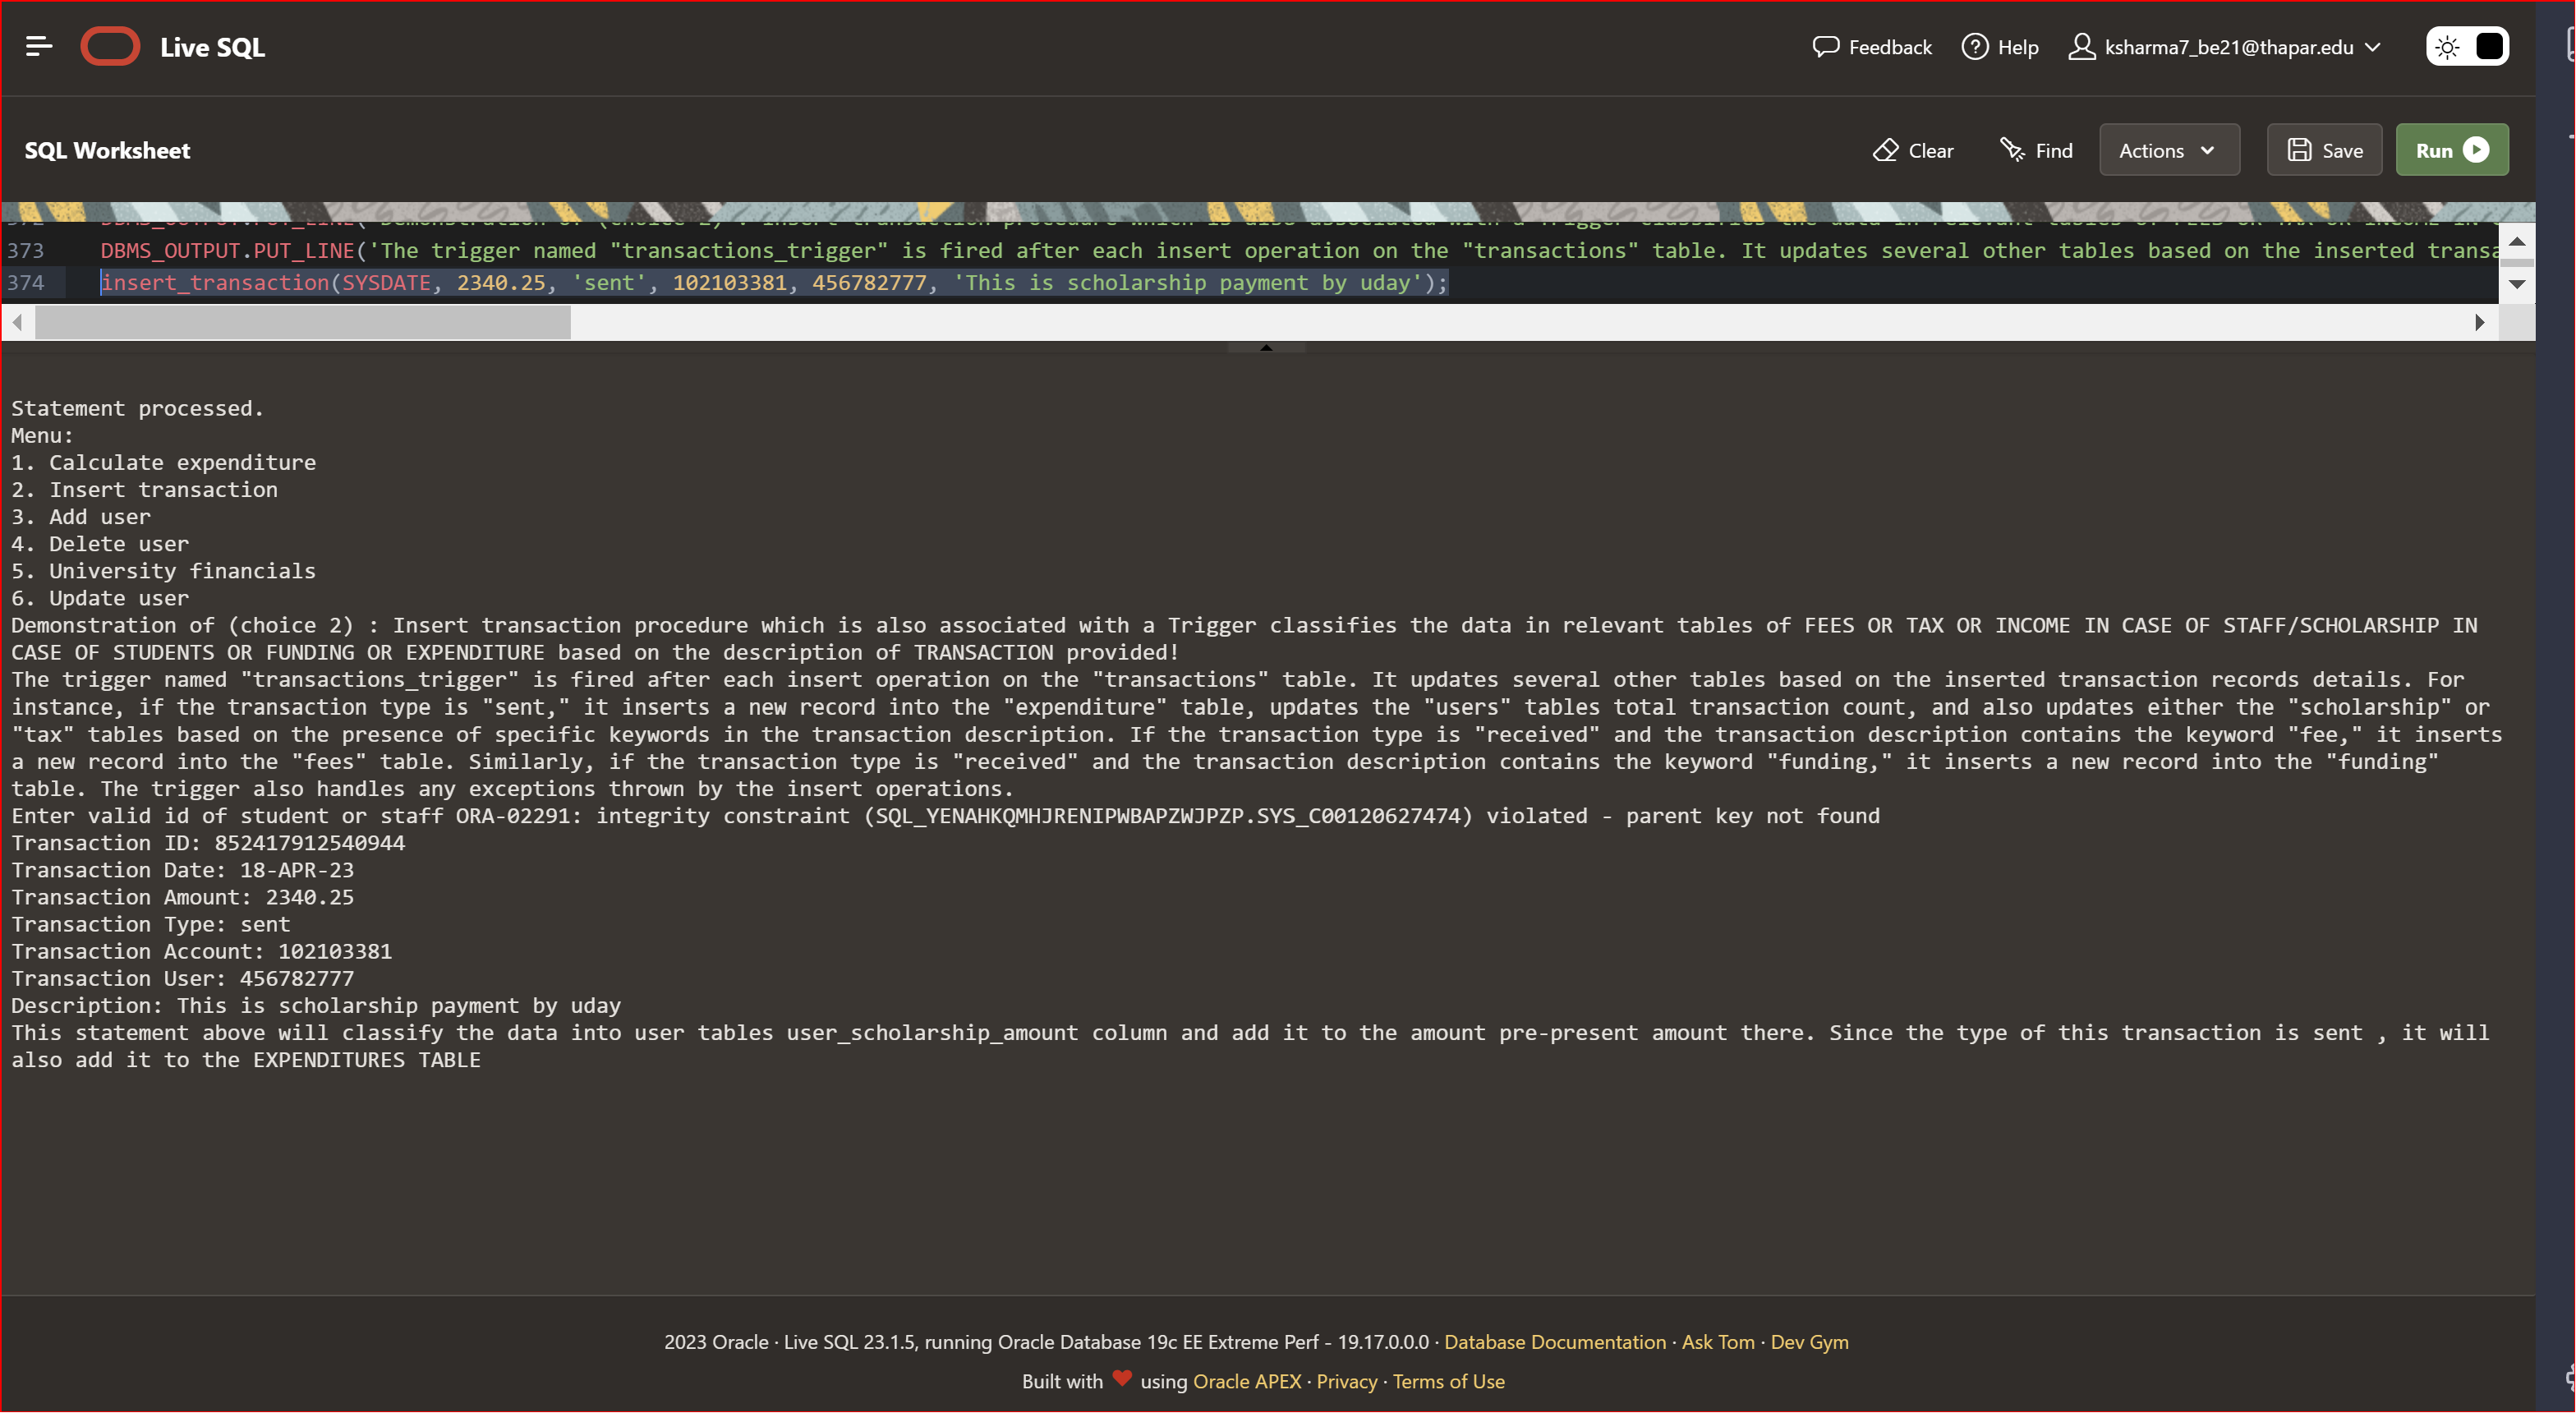 Live SQL
Feedback
Help
ksharma7_be21@thapar.edu
SQL Worksheet
Clear
Find
Actions
Save
Run
373 DBMS_OUTPUT.PUT_LINE('The trigger named "transactions_trigger" is fired after each insert operation on the "transactions" table. It updates several other tables based on the inserted transa
374 insert_transaction(SYSDATE, 2340.25, 'sent', 102103381, 456782777, 'This is scholarship payment by uday');
Statement processed.
Menu:
1. Calculate expenditure
2. Insert transaction
3. Add user
4. Delete user
5. University financials
6. Update user
Demonstration of (choice 2) : Insert transaction procedure which is also associated with a Trigger classifies the data in relevant tables of FEES OR TAX OR INCOME IN CASE OF STAFF/SCHOLARSHIP IN
CASE OF STUDENTS OR FUNDING OR EXPENDITURE based on the description of TRANSACTION provided!
The trigger named "transactions_trigger" is fired after each insert operation on the "transactions" table. It updates several other tables based on the inserted transaction records details. For
instance, if the transaction type is "sent," it inserts a new record into the "expenditure" table, updates the "users" tables total transaction count, and also updates either the "scholarship" or
"tax" tables based on the presence of specific keywords in the transaction description. If the transaction type is "received" and the transaction description contains the keyword "fee," it inserts
a new record into the "fees" table. Similarly, if the transaction type is "received" and the transaction description contains the keyword "funding," it inserts a new record into the "funding"
table. The trigger also handles any exceptions thrown by the insert operations.
Enter valid id of student or staff ORA-02291: integrity constraint (SQL_YENAHKQMHJRENIPWBAPZWJPZP.SYS_C00120627474) violated - parent key not found
Transaction ID: 852417912540944
Transaction Date: 18-APR-23
Transaction Amount: 2340.25
Transaction Type: sent
Transaction Account: 102103381
Transaction User: 456782777
Description: This is scholarship payment by uday
This statement above will classify the data into user tables user_scholarship_amount column and add it to the amount pre-present amount there. Since the type of this transaction is sent , it will
also add it to the EXPENDITURES TABLE
2023 Oracle · Live SQL 23.1.5, running Oracle Database 19c EE Extreme Perf - 19.17.0.0.0 · Database Documentation · Ask Tom · Dev Gym
Built with ❤ using Oracle APEX · Privacy · Terms of Use